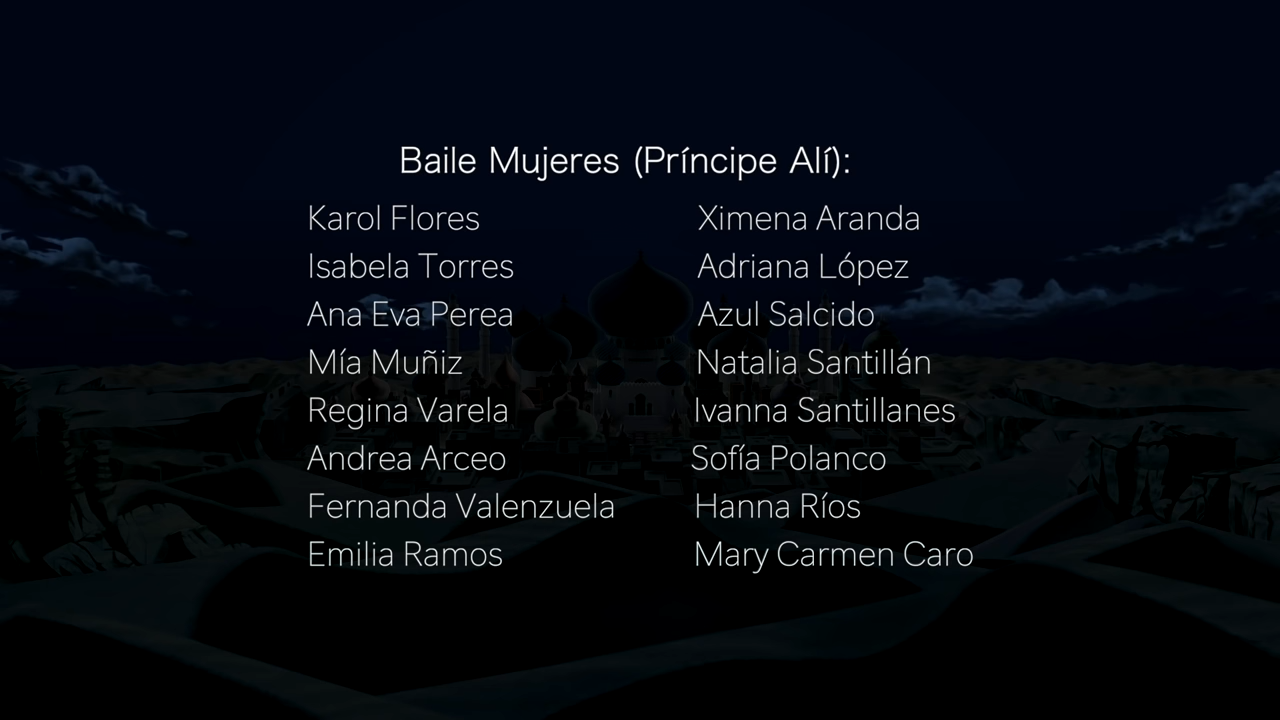 Baile Mujeres (Príncipe Alí):
Karol Flores
Isabela Torres
Ana Eva Perea
Mía Muñiz
Regina Varela
Andrea Arceo
Fernanda Valenzuela
Emilia Ramos
Ximena Aranda
Adriana López
Azul Salcido
Natalia Santillán
Ivanna Santillanes
Sofía Polanco
Hanna Ríos
Mary Carmen Caro